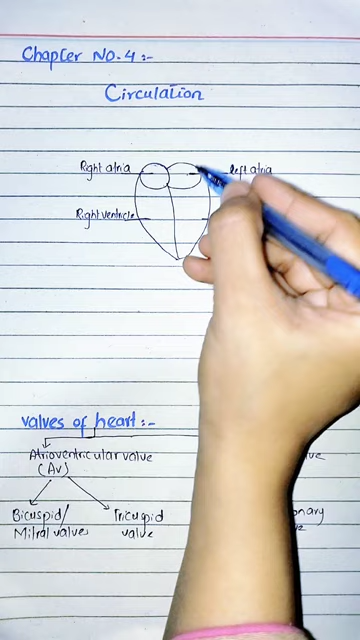 Chapter No. 4 :-
Circulation
Right atria
left atria
Right ventricle
valves of heart :-
Atrioventricular valve
(Av)
Bicuspid/ Tricuspid
Mitral valves valve